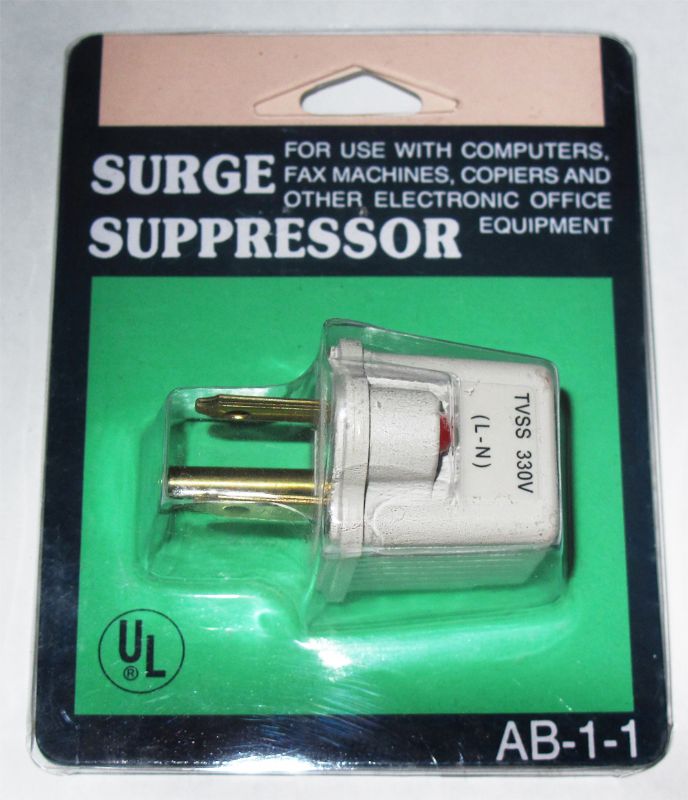 SURGE
SUPPRESSOR
FOR USE WITH COMPUTERS,
FAX MACHINES, COPIERS AND
OTHER ELECTRONIC OFFICE
EQUIPMENT
TVSS 330V
(L-N)
UL
®
AB-1-1